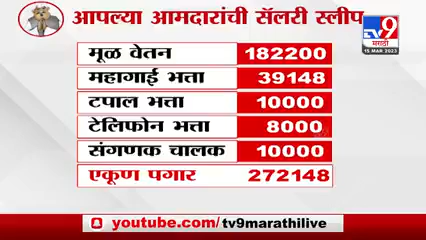 आपल्या आमदारांची सॅलरी स्लीप
TV9
मराठी
15 MAR 2023
मूळ वेतन 182200
महागाई भत्ता 39148
टपाल भत्ता 10000
टेलिफोन भत्ता 8000
संगणक चालक 10000
एकूण पगार 272148
youtube.com/tv9marathilive